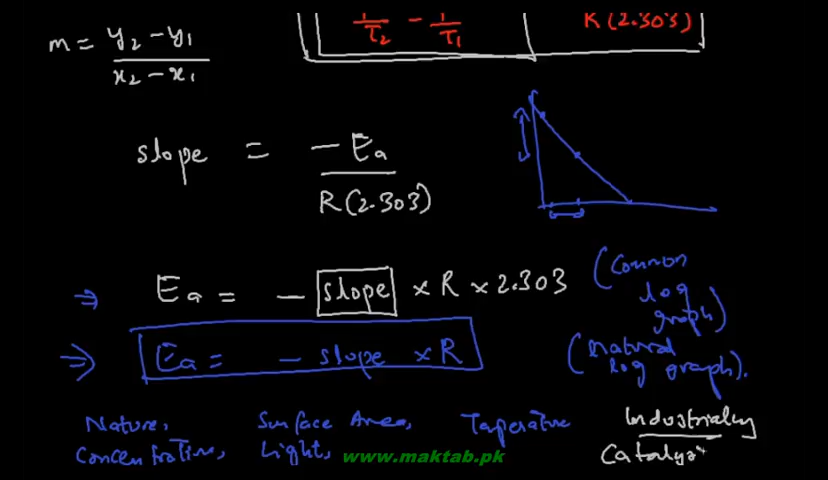 m = y₂ - y₁ / x₂ - x₁
1/T₂ - 1/T₁
R(2.303)
slope = -Ea / R(2.303)
⇒ Ea = - slope × R × 2.303 (Common log graph)
⇒ Ea = - slope × R (natural log graph).
Nature, Surface Area, Temperature Industrially
Concentration, Light, www.maktab.pk Catalys